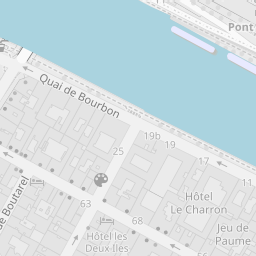 Pont
Quai de Bourbon
19b
19
17
11
25
Hôtel
Le Charron
de Boutarel
63
68
Hôtel les
Deux Iles
Jeu de
Paume
66